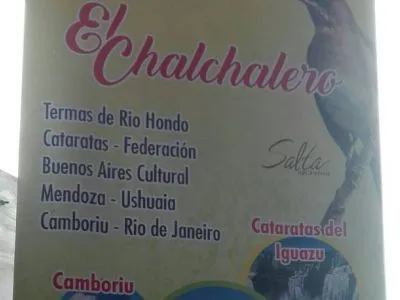 El Chalchalero
Termas de Rio Hondo
Cataratas - Federación
Buenos Aires Cultural
Mendoza - Ushuaia
Camboriu - Rio de Janeiro
Salta
Cataratas del
Iguazu
Camboriu